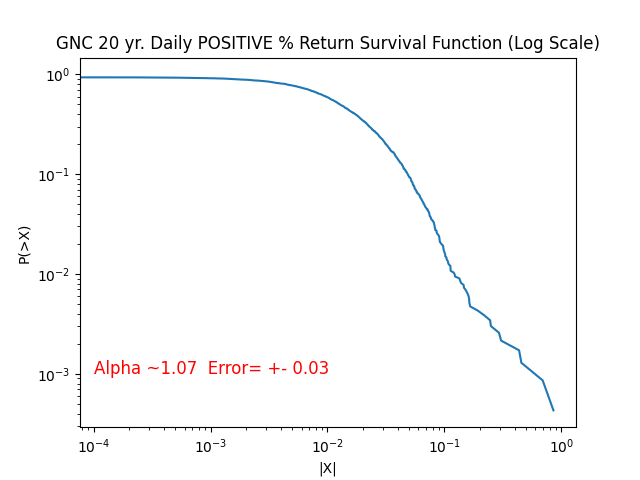 GNC 20 yr. Daily POSITIVE % Return Survival Function (Log Scale)
10⁰
10⁻¹
P(>X)
10⁻²
Alpha ~1.07  Error= +- 0.03
10⁻³
10⁻⁴ 10⁻³ 10⁻² 10⁻¹ 10⁰
|X|